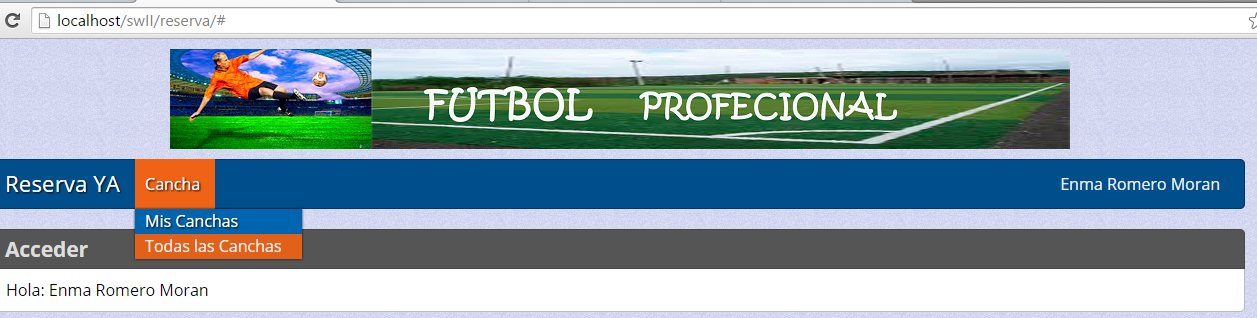 localhost/swII/reserva/#
FUTBOL PROFECIONAL
Reserva YA Cancha Enma Romero Moran
Mis Canchas
Todas las Canchas
Acceder
Hola: Enma Romero Moran